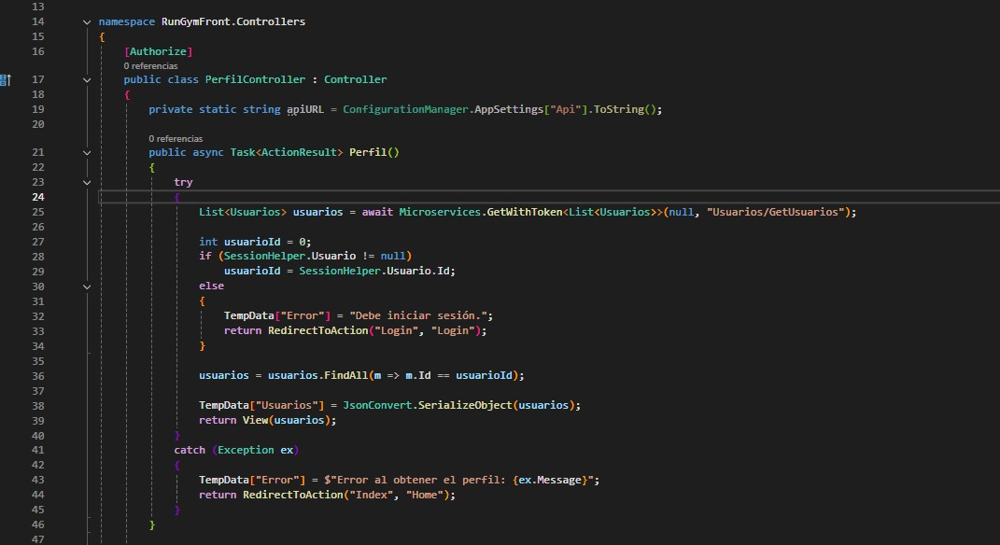 13
14 namespace RunGymFront.Controllers
15 {
16 [Authorize]
0 referencias
17 public class PerfilController : Controller
18 {
19 private static string apiURL = ConfigurationManager.AppSettings["Api"].ToString();
20
0 referencias
21 public async Task<ActionResult> Perfil()
22 {
23 try
24 {
25 List<Usuarios> usuarios = await Microservices.GetWithToken<List<Usuarios>>(null, "Usuarios/GetUsuarios");
26
27 int usuarioId = 0;
28 if (SessionHelper.Usuario != null)
29 usuarioId = SessionHelper.Usuario.Id;
30 else
31 {
32 TempData["Error"] = "Debe iniciar sesión.";
33 return RedirectToAction("Login", "Login");
34 }
35
36 usuarios = usuarios.FindAll(m => m.Id == usuarioId);
37
38 TempData["Usuarios"] = JsonConvert.SerializeObject(usuarios);
39 return View(usuarios);
40 }
41 catch (Exception ex)
42 {
43 TempData["Error"] = $"Error al obtener el perfil: {ex.Message}";
44 return RedirectToAction("Index", "Home");
45 }
46 }
47